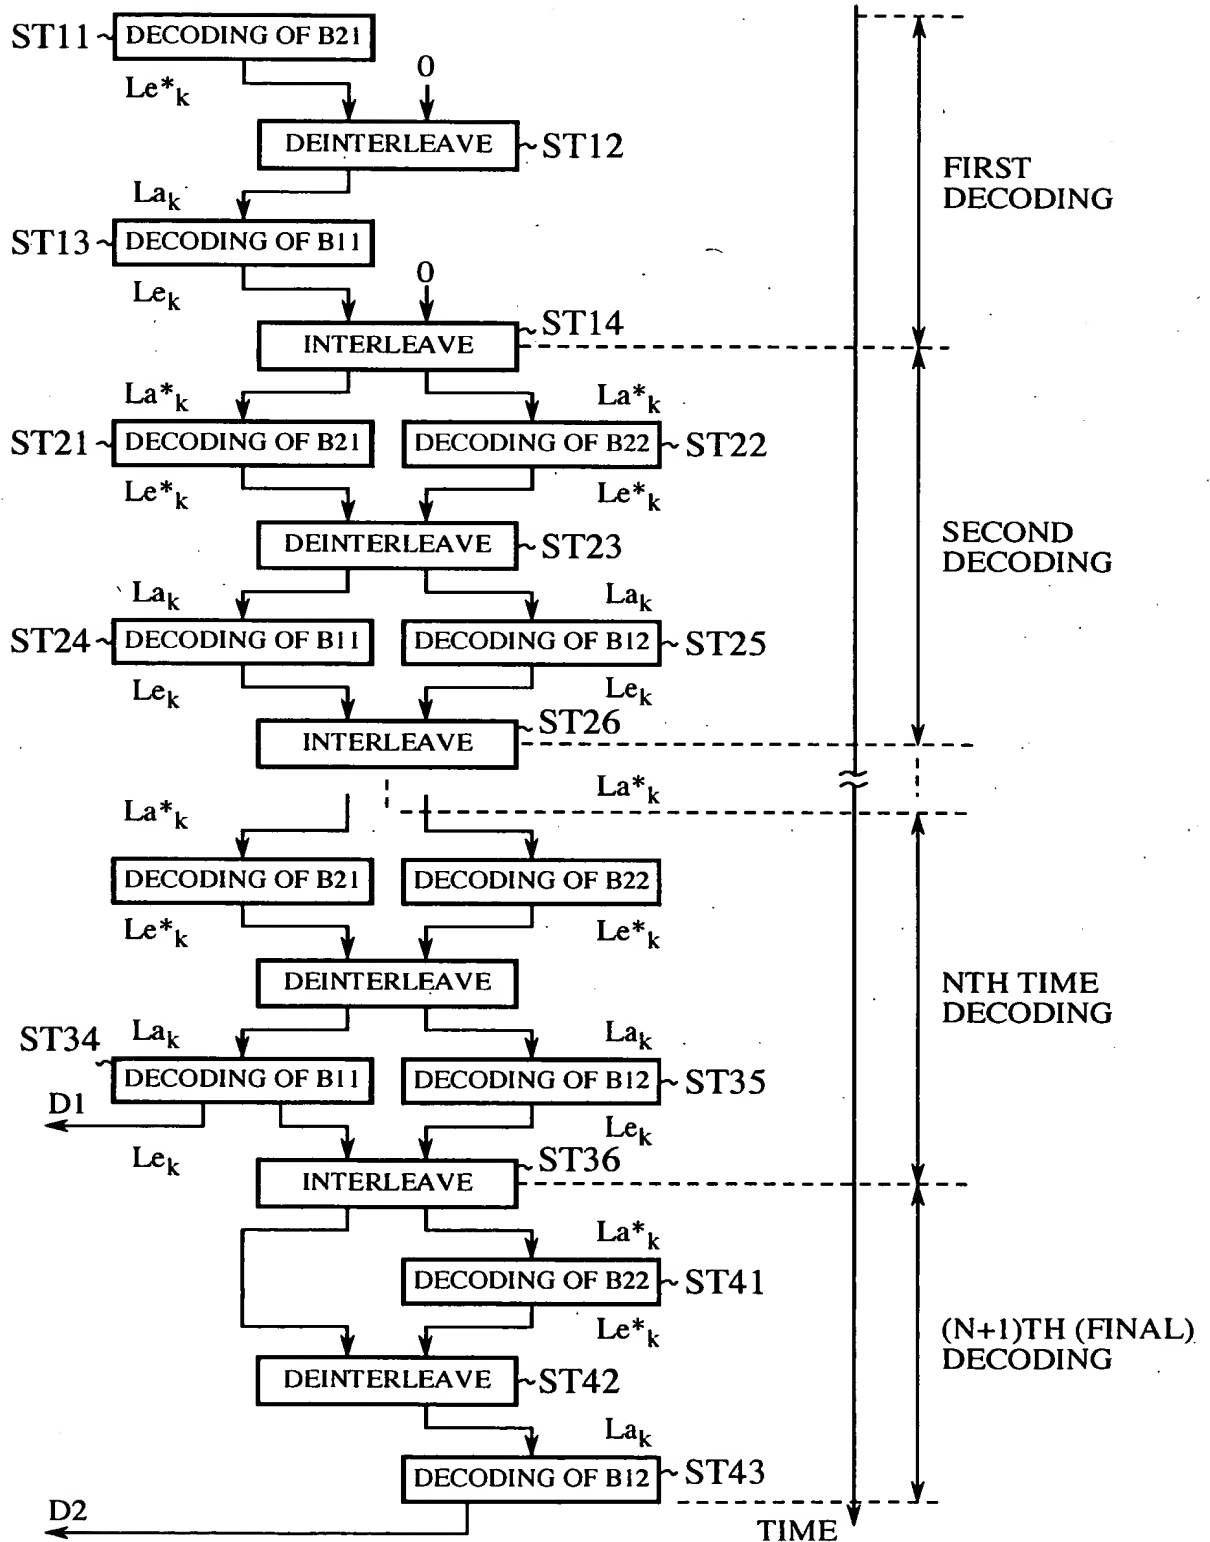 ST11
DECODING OF B21
Le*k
0
DEINTERLEAVE
ST12
FIRST
DECODING
Lak
ST13
DECODING OF B11
Lek
0
ST14
INTERLEAVE
La*k
La*k
ST21
DECODING OF B21
DECODING OF B22
ST22
Le*k
Le*k
DEINTERLEAVE
ST23
SECOND
DECODING
Lak
Lak
ST24
DECODING OF B11
DECODING OF B12
ST25
Lek
Lek
ST26
INTERLEAVE
La*k
La*k
DECODING OF B21
DECODING OF B22
Le*k
Le*k
DEINTERLEAVE
NTH TIME
DECODING
ST34
Lak
Lak
DECODING OF B11
DECODING OF B12
ST35
D1
Lek
Lek
ST36
INTERLEAVE
La*k
DECODING OF B22
ST41
Le*k
(N+1)TH (FINAL)
DECODING
DEINTERLEAVE
ST42
Lak
DECODING OF B12
ST43
D2
TIME